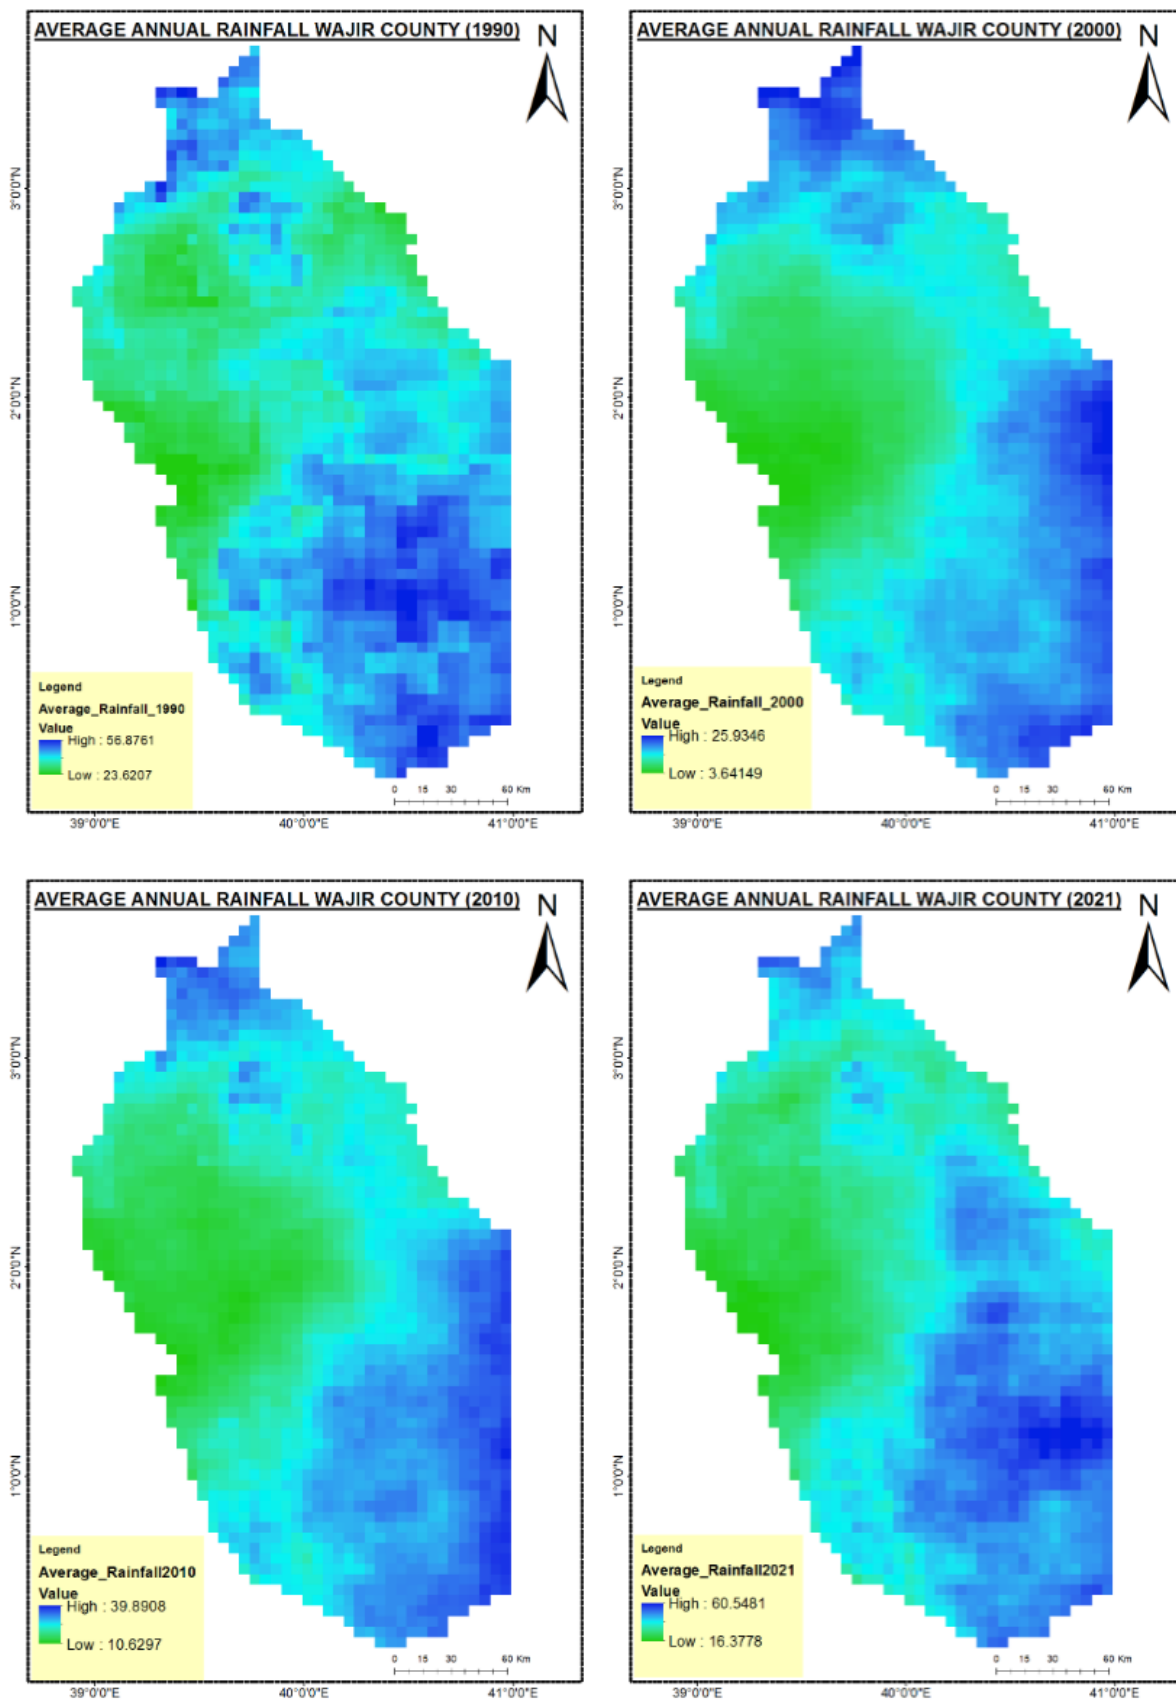 AVERAGE ANNUAL RAINFALL WAJIR COUNTY (1990)
N
3°0'0"N
2°0'0"N
1°0'0"N
Legend
Average_Rainfall_1990
Value
High : 56.8761
Low : 23.6207
0 15 30 60 Km
39°0'0"E 40°0'0"E 41°0'0"E
AVERAGE ANNUAL RAINFALL WAJIR COUNTY (2000)
N
3°0'0"N
2°0'0"N
1°0'0"N
Legend
Average_Rainfall_2000
Value
High : 25.9346
Low : 3.64149
0 15 30 60 Km
39°0'0"E 40°0'0"E 41°0'0"E
AVERAGE ANNUAL RAINFALL WAJIR COUNTY (2010)
N
3°0'0"N
2°0'0"N
1°0'0"N
Legend
Average_Rainfall2010
Value
High : 39.8908
Low : 10.6297
0 15 30 60 Km
39°0'0"E 40°0'0"E 41°0'0"E
AVERAGE ANNUAL RAINFALL WAJIR COUNTY (2021)
N
3°0'0"N
2°0'0"N
1°0'0"N
Legend
Average_Rainfall2021
Value
High : 60.5481
Low : 16.3778
0 15 30 60 Km
39°0'0"E 40°0'0"E 41°0'0"E